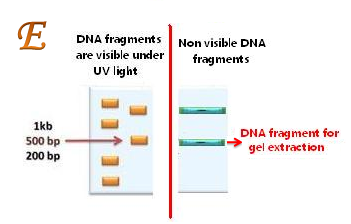 E
DNA fragments
are visible under
UV light
Non visible DNA
fragments
1kb
500 bp
200 bp
DNA fragment for
gel extraction